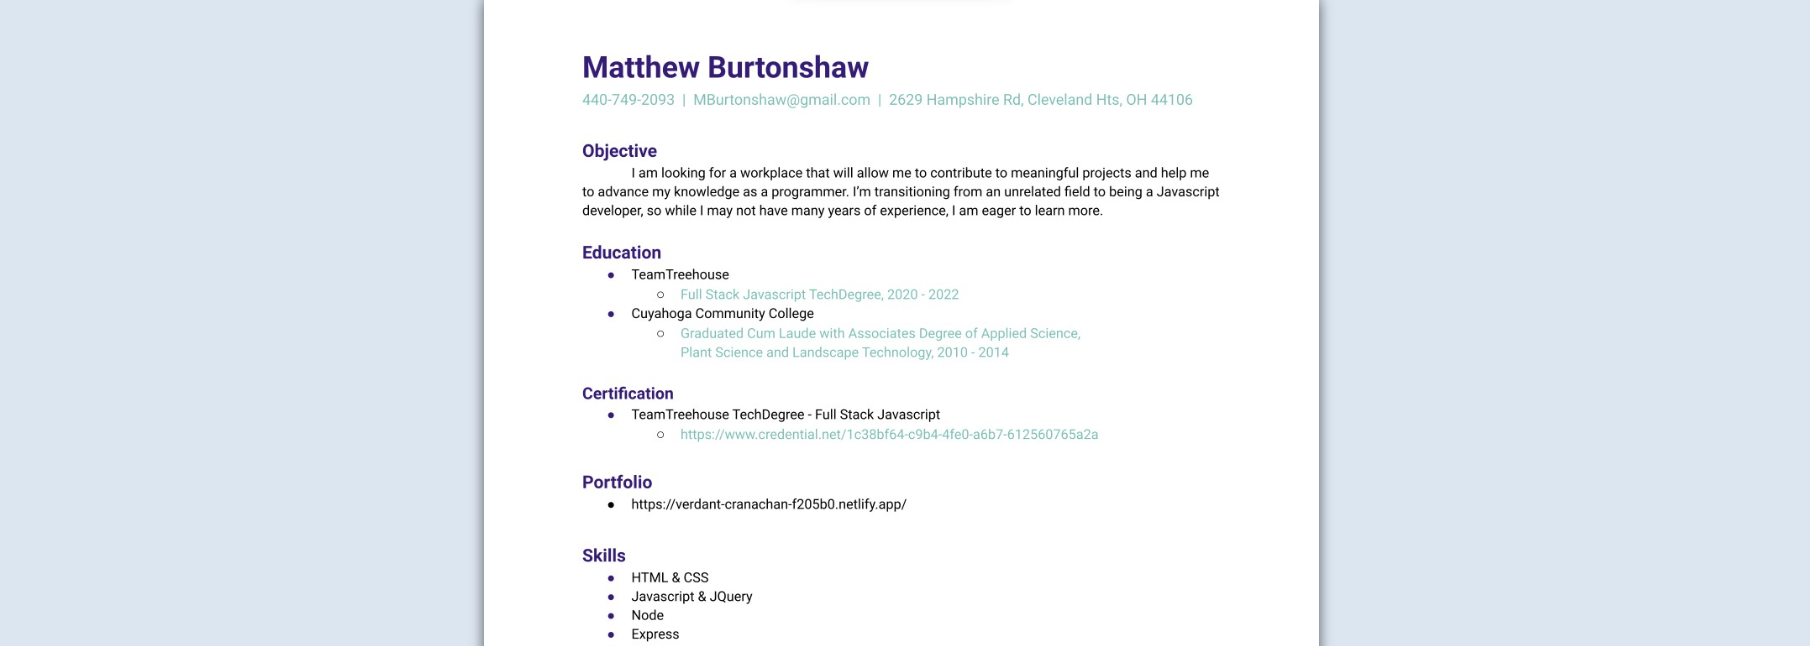 Matthew Burtonshaw
440-749-2093 | MBurtonshaw@gmail.com | 2629 Hampshire Rd, Cleveland Hts, OH 44106
Objective
I am looking for a workplace that will allow me to contribute to meaningful projects and help me
to advance my knowledge as a programmer. I'm transitioning from an unrelated field to being a Javascript
developer, so while I may not have many years of experience, I am eager to learn more.
Education
● TeamTreehouse
○ Full Stack Javascript TechDegree, 2020 - 2022
● Cuyahoga Community College
○ Graduated Cum Laude with Associates Degree of Applied Science,
Plant Science and Landscape Technology, 2010 - 2014
Certification
● TeamTreehouse TechDegree - Full Stack Javascript
○ https://www.credential.net/1c38bf64-c9b4-4fe0-a6b7-612560765a2a
Portfolio
● https://verdant-cranachan-f205b0.netlify.app/
Skills
● HTML & CSS
● Javascript & JQuery
● Node
● Express